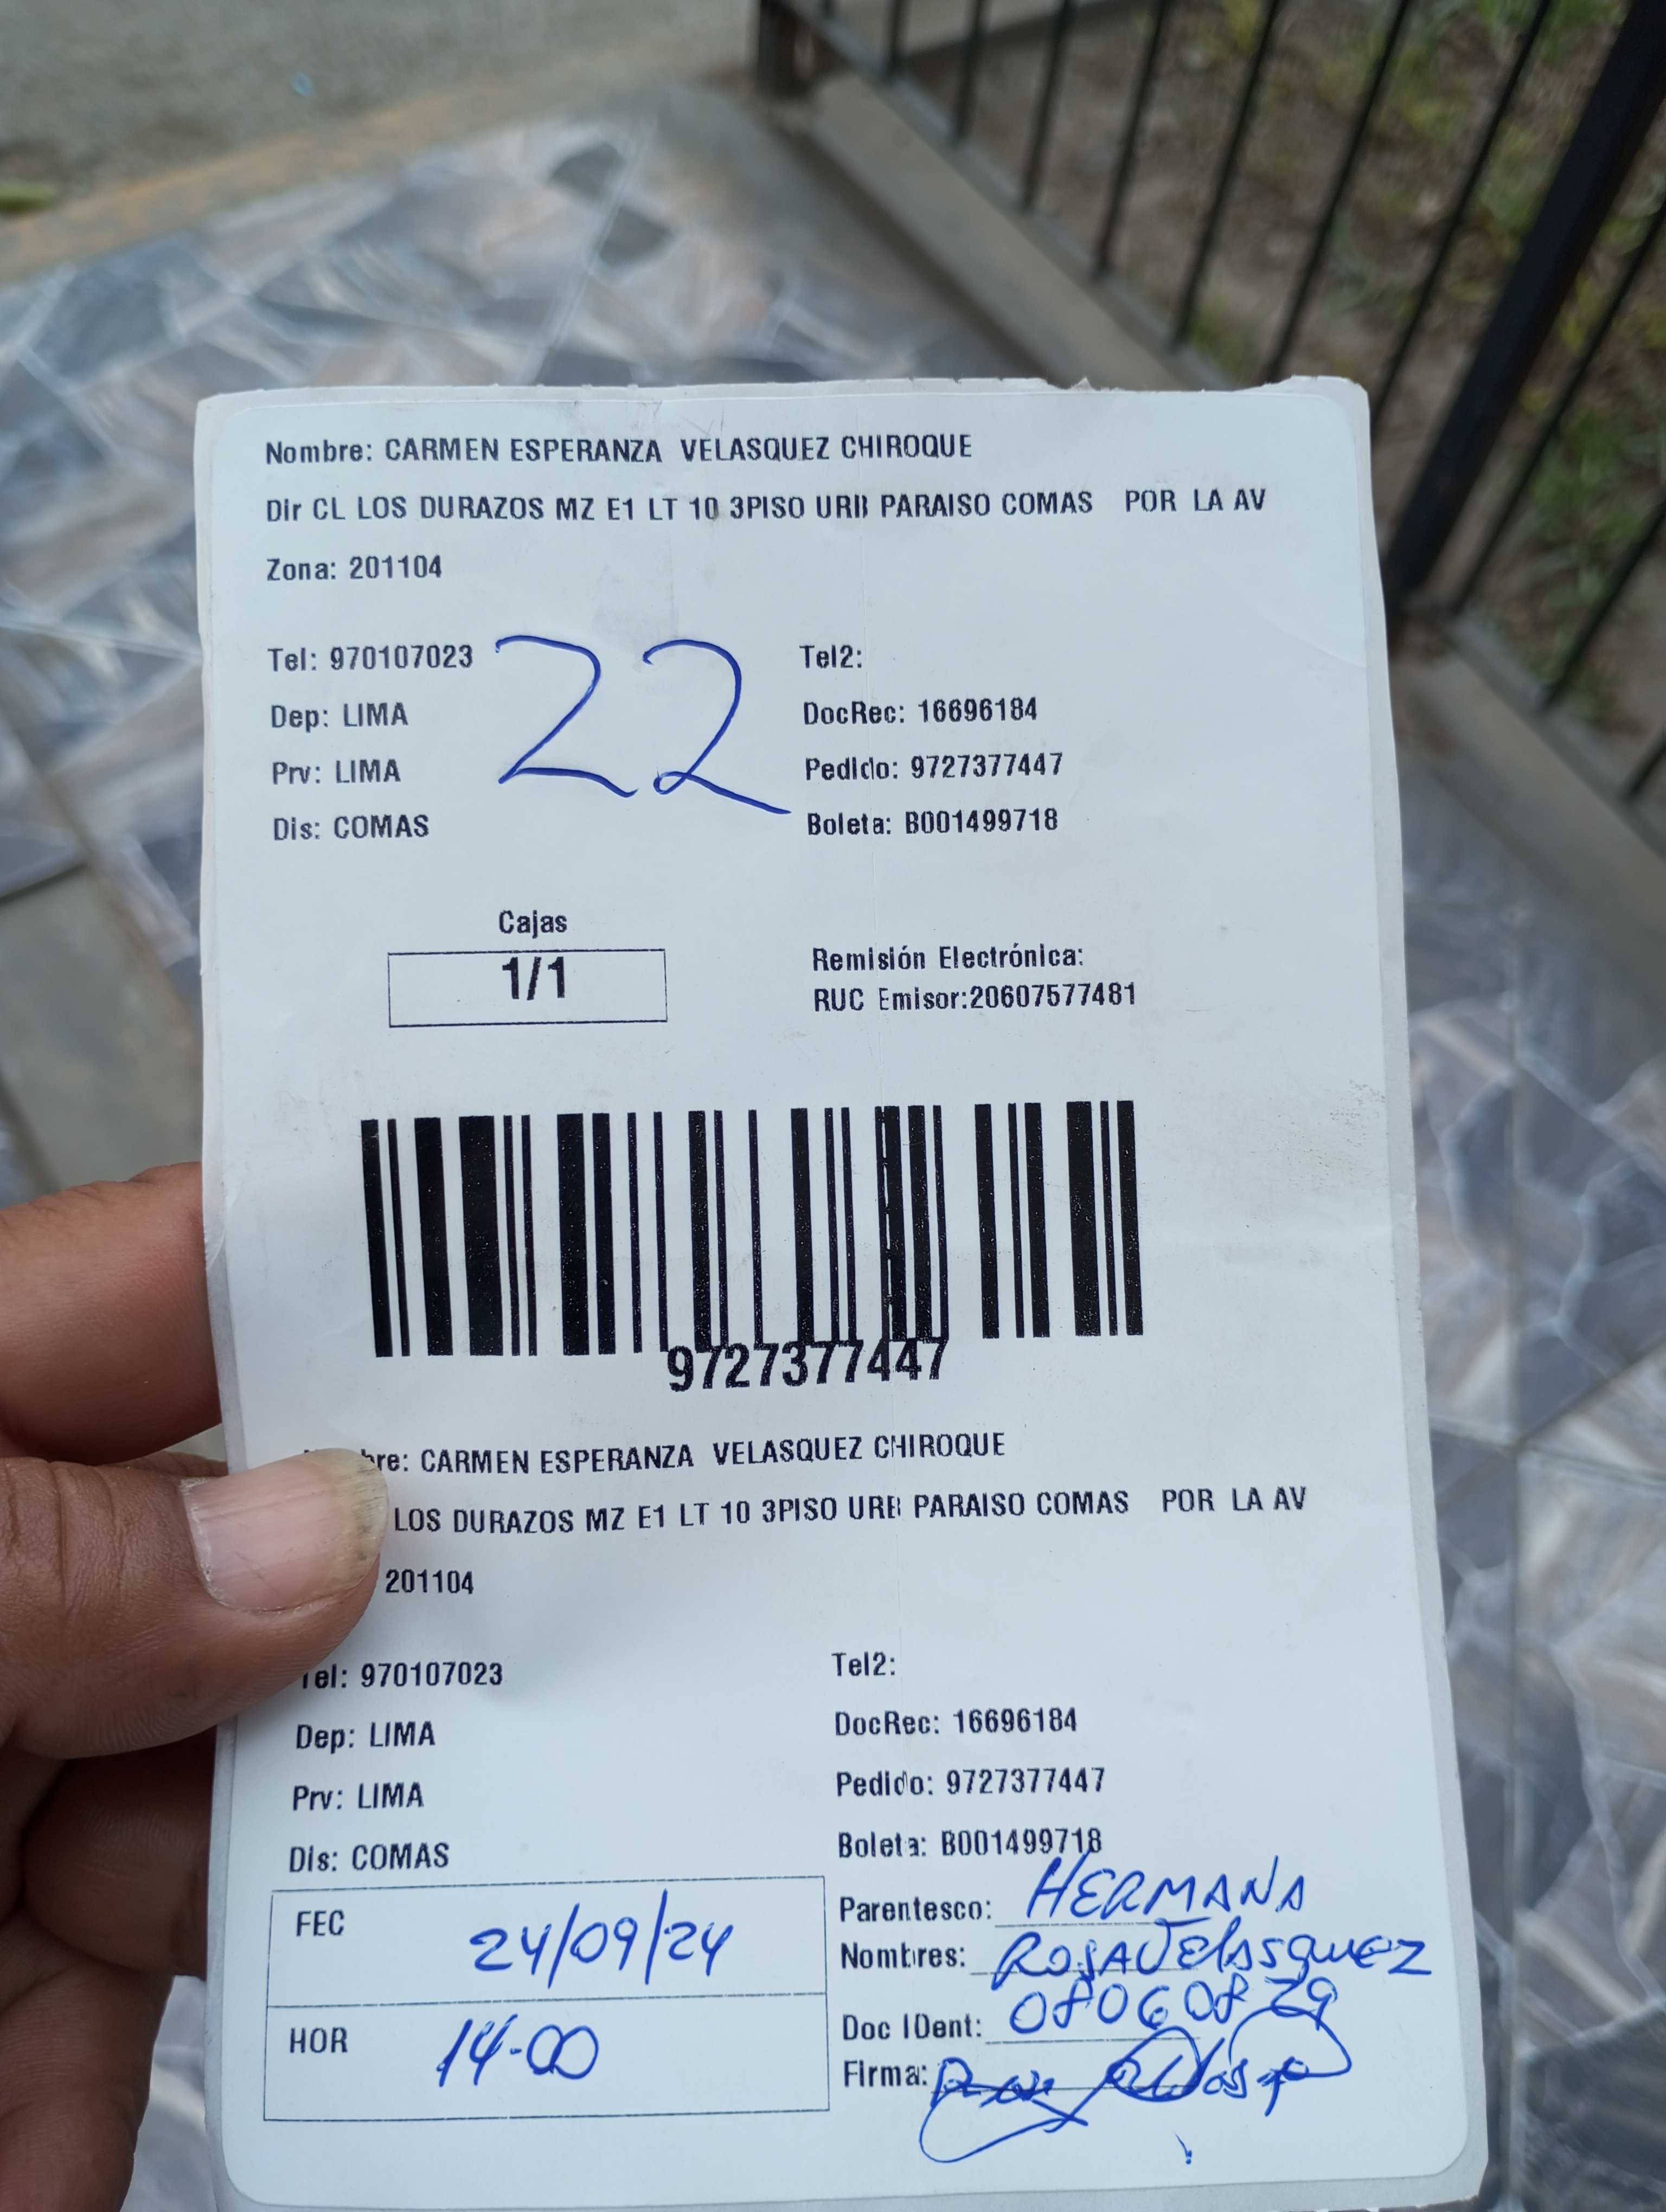 Nombre: CARMEN ESPERANZA VELASQUEZ CHIROQUE
Dir CL LOS DURAZOS MZ E1 LT 10 3PISO URB PARAISO COMAS POR LA AV
Zona: 201104
22
Tel: 970107023 Tel2:
Dep: LIMA DocRec: 16696184
Prv: LIMA Pedido: 9727377447
Dis: COMAS Boleta: B001499718
Cajas
1/1
Remisión Electrónica:
RUC Emisor:20607577481
9727377447
bre: CARMEN ESPERANZA VELASQUEZ CHIROQUE
LOS DURAZOS MZ E1 LT 10 3PISO URB PARAISO COMAS POR LA AV
201104
Tel: 970107023 Tel2:
Dep: LIMA DocRec: 16696184
Prv: LIMA Pedido: 9727377447
Dis: COMAS Boleta: B001499718
FEC 24/09/24
HOR 14-00
Parentesco: HERMANA
Nombres: ROSA Velasquez
Doc IDent: 08060879
Firma: